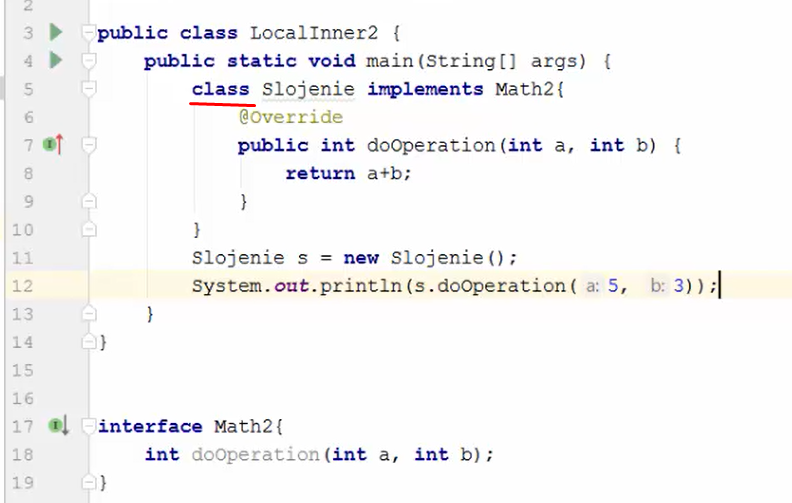 2
3 public class LocalInner2 {
4 public static void main(String[] args) {
5 class Slojenie implements Math2{
6 @Override
7 public int doOperation(int a, int b) {
8 return a+b;
9 }
10 }
11 Slojenie s = new Slojenie();
12 System.out.println(s.doOperation( a: 5, b: 3));
13 }
14 }
15
16
17 interface Math2{
18 int doOperation(int a, int b);
19 }